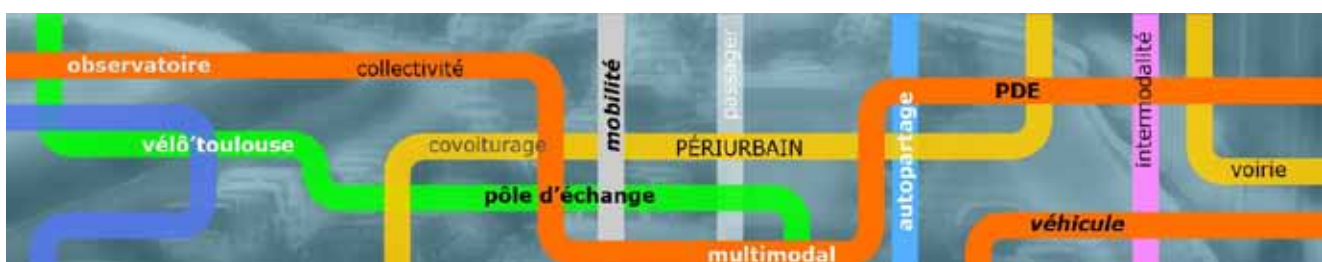 observatoire
collectivité
mobilité
passager
PDE
intermodalité
vélô'toulouse
covoiturage
PÉRIURBAIN
autopartage
voirie
pôle d'échange
véhicule
multimodal